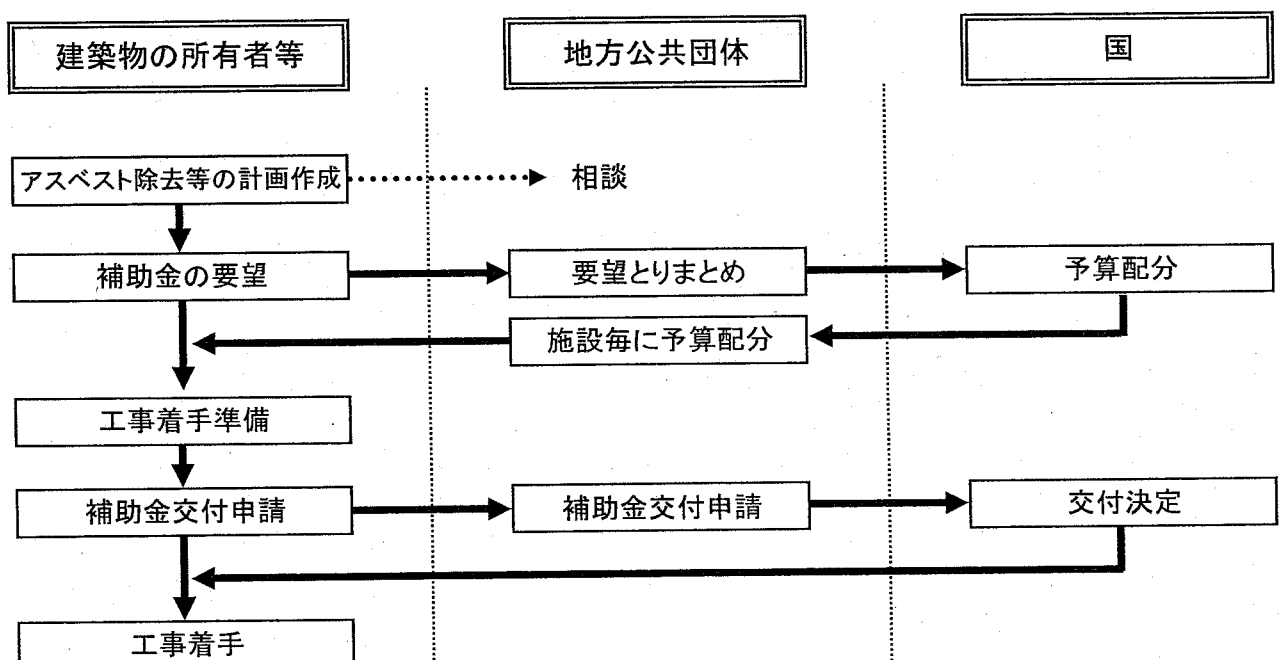 建築物の所有者等
地方公共団体
国
アスベスト除去等の計画作成
相談
補助金の要望
要望とりまとめ
予算配分
施設毎に予算配分
工事着手準備
補助金交付申請
補助金交付申請
交付決定
工事着手